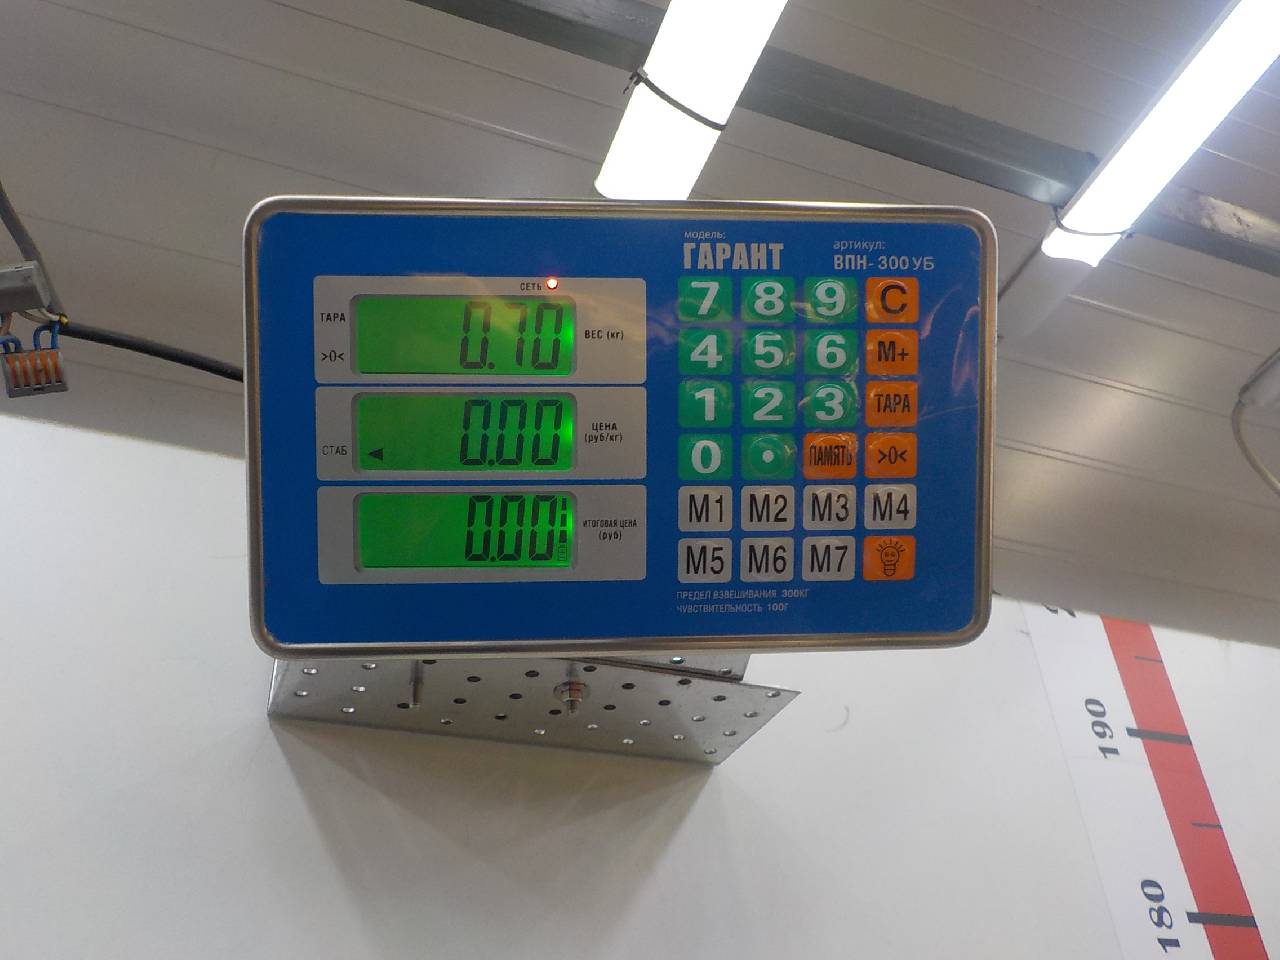 модель:
ГАРАНТ
артикул:
ВПН-300УБ
СЕТЬ
ТАРА
>0<
0.70
ВЕС (кг)
СТАБ
0.00
ЦЕНА
(руб/кг)
0.00
ИТОГОВАЯ ЦЕНА
(руб)
7 8 9 C
4 5 6 M+
1 2 3 ТАРА
0 . ПАМЯТЬ >0<
M1 M2 M3 M4
M5 M6 M7
ПРЕДЕЛ ВЗВЕШИВАНИЯ 300КГ
ЧУВСТВИТЕЛЬНОСТЬ 100Г
190
180